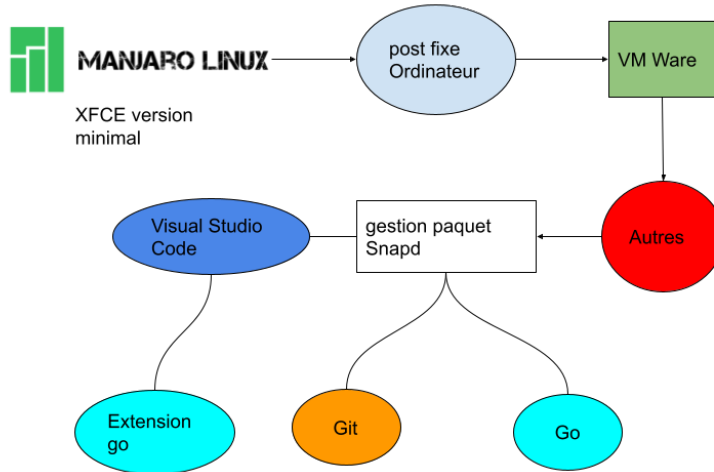 MANJARO LINUX
XFCE version
minimal
post fixe
Ordinateur
VM Ware
Visual Studio
Code
gestion paquet
Snapd
Autres
Extension
go
Git
Go